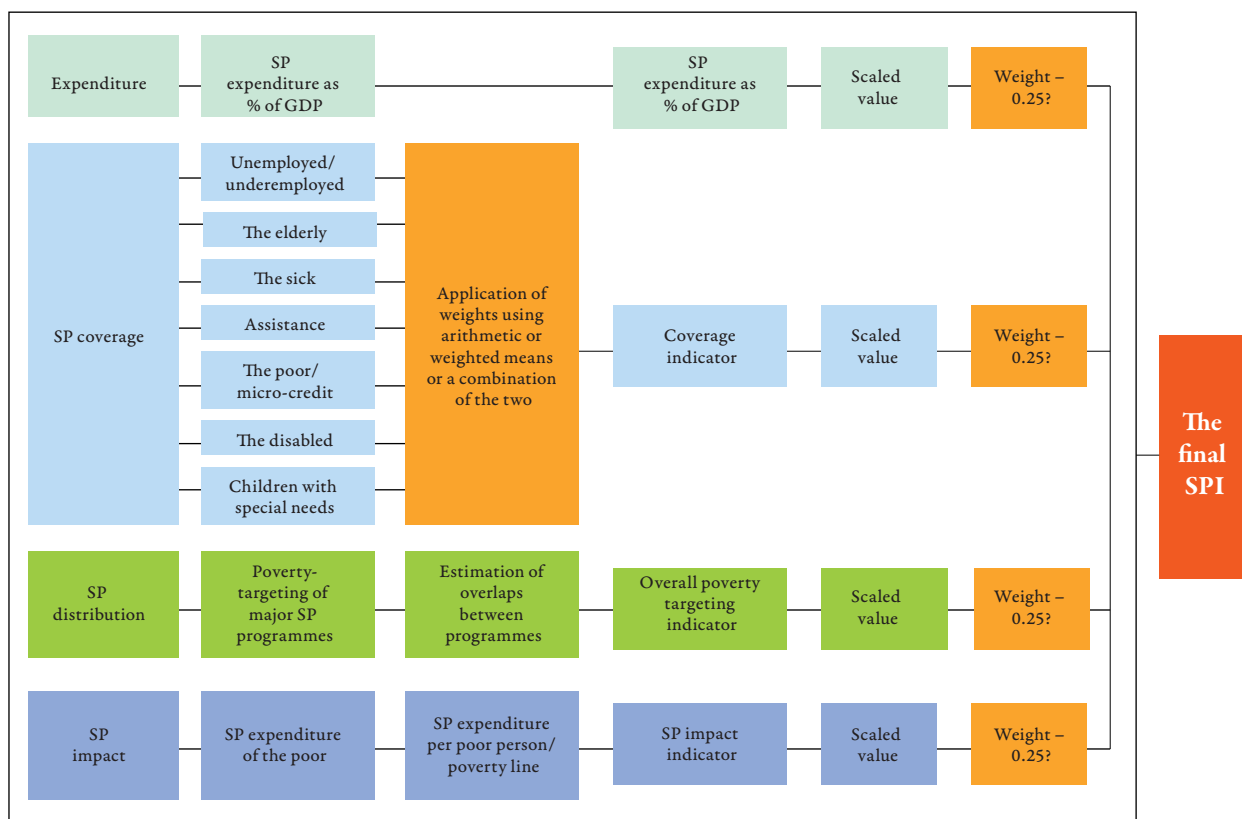 Expenditure
SP
expenditure as
% of GDP
SP
expenditure as
% of GDP
Scaled
value
Weight –
0.25?
SP coverage
Unemployed/
underemployed
The elderly
The sick
Assistance
The poor/
micro-credit
The disabled
Children with
special needs
Application of
weights using
arithmetic or
weighted means
or a combination
of the two
Coverage
indicator
Scaled
value
Weight –
0.25?
SP
distribution
Poverty-
targeting of
major SP
programmes
Estimation of
overlaps
between
programmes
Overall poverty
targeting
indicator
Scaled
value
Weight –
0.25?
SP
impact
SP expenditure
of the poor
SP expenditure
per poor person/
poverty line
SP impact
indicator
Scaled
value
Weight –
0.25?
The
final
SPI